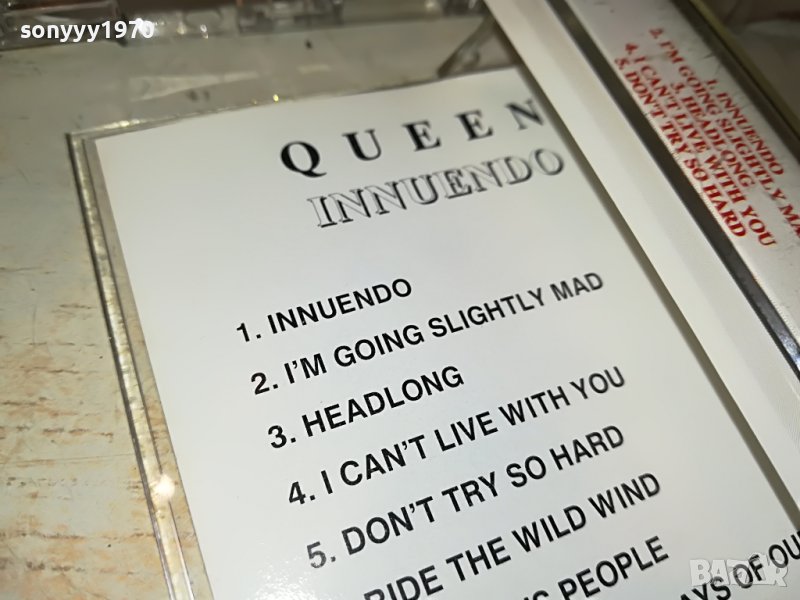 sonyyy1970
QUEEN
INNUENDO
1. INNUENDO
2. I'M GOING SLIGHTLY MAD
3. HEADLONG
4. I CAN'T LIVE WITH YOU
5. DON'T TRY SO HARD
RIDE THE WILD WIND
PEOPLE
OF
1. INNUENDO
2. I'M GOING SLIGHTLY
3. HEADLONG
4. I CAN'T LIVE WITH YOU
5. DON'T TRY SO HARD